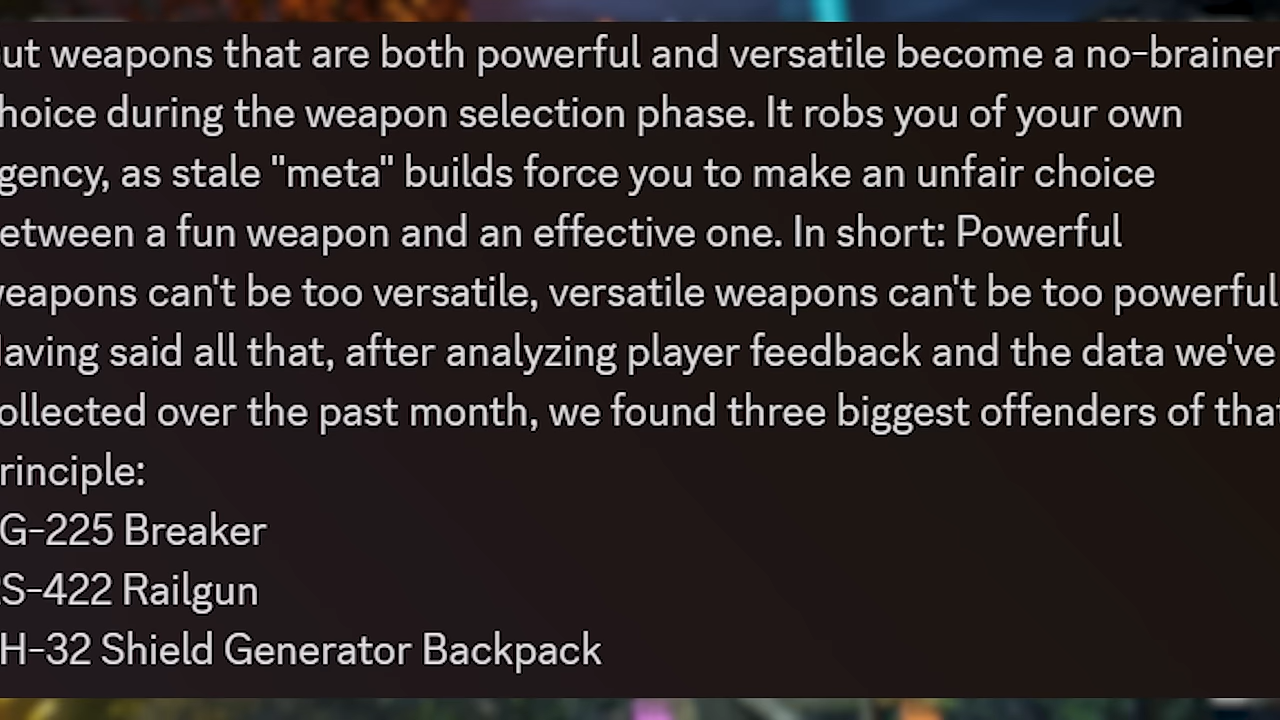 ut weapons that are both powerful and versatile become a no-brainer
hoice during the weapon selection phase. It robs you of your own
gency, as stale "meta" builds force you to make an unfair choice
etween a fun weapon and an effective one. In short: Powerful
eapons can't be too versatile, versatile weapons can't be too powerful
aving said all that, after analyzing player feedback and the data we've
ollected over the past month, we found three biggest offenders of that
rinciple:
G-225 Breaker
S-422 Railgun
H-32 Shield Generator Backpack